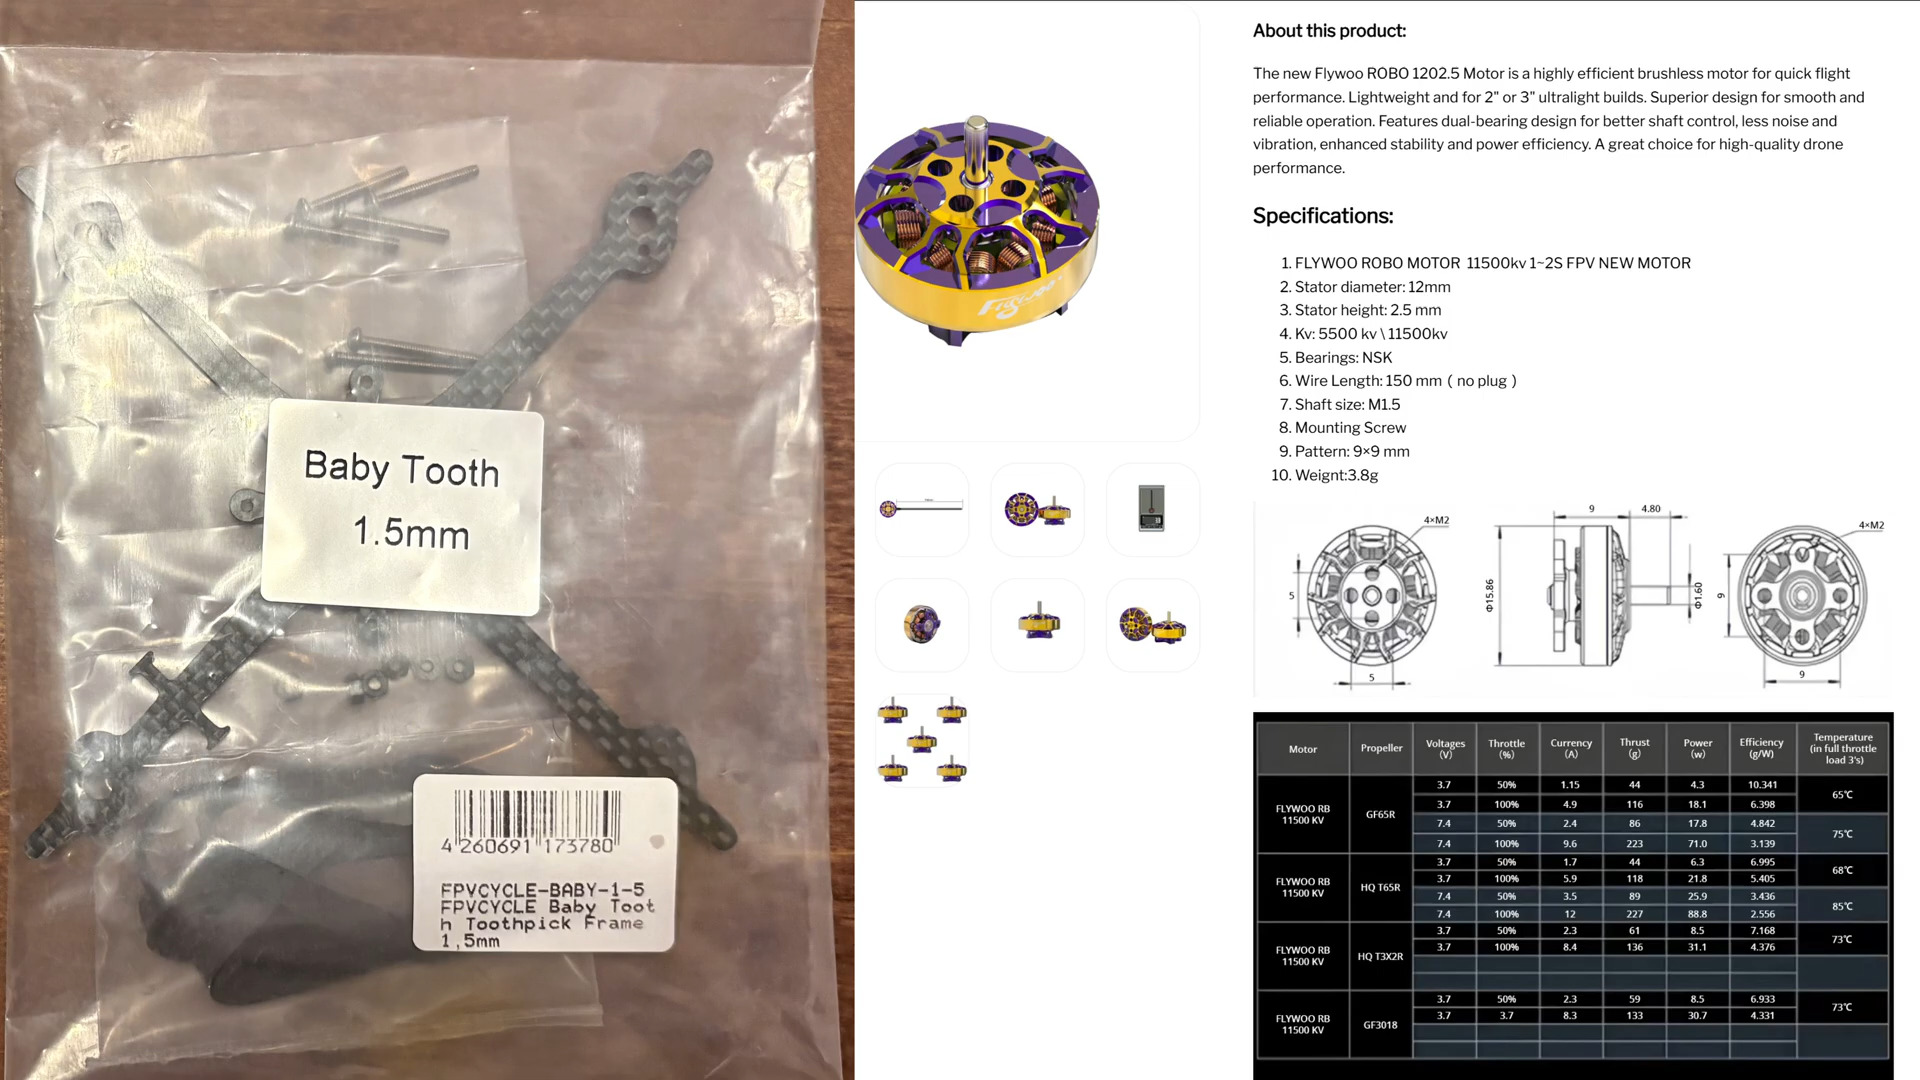 Baby Tooth
1.5mm
4 260691 173780
FPVCYCLE-BABY-1-5
FPVCYCLE Baby Toot
h Toothpick Frame
1,5mm
Flywoo
About this product:
The new Flywoo ROBO 1202.5 Motor is a highly efficient brushless motor for quick flight
performance. Lightweight and for 2" or 3" ultralight builds. Superior design for smooth and
reliable operation. Features dual-bearing design for better shaft control, less noise and
vibration, enhanced stability and power efficiency. A great choice for high-quality drone
performance.
Specifications:
1. FLYWOO ROBO MOTOR 11500kv 1~2S FPV NEW MOTOR
2. Stator diameter: 12mm
3. Stator height: 2.5 mm
4. Kv: 5500 kv \ 11500kv
5. Bearings: NSK
6. Wire Length: 150 mm ( no plug )
7. Shaft size: M1.5
8. Mounting Screw
9. Pattern: 9×9 mm
10. Weignt:3.8g
4×M2
5
5
9
4.80
Φ15.86
Φ1.60
4×M2
9
9
Motor Propeller Voltages (V) Throttle (%) Currency (A) Thrust (g) Power (w) Efficiency (g/W) Temperature (in full throttle load 3's)
FLYWOO RB 11500 KV GF65R
3.7 50% 1.15 44 4.3 10.341 65℃
3.7 100% 4.9 116 18.1 6.398
7.4 50% 2.4 86 17.8 4.842 75℃
7.4 100% 9.6 223 71.0 3.139
FLYWOO RB 11500 KV HQ T65R
3.7 50% 1.7 44 6.3 6.995 68℃
3.7 100% 5.9 118 21.8 5.405
7.4 50% 3.5 89 25.9 3.436 85℃
7.4 100% 12 227 88.8 2.556
FLYWOO RB 11500 KV HQ T3X2R
3.7 50% 2.3 61 8.5 7.168 73℃
3.7 100% 8.4 136 31.1 4.376
FLYWOO RB 11500 KV GF3018
3.7 50% 2.3 59 8.5 6.933 73℃
3.7 3.7 8.3 133 30.7 4.331